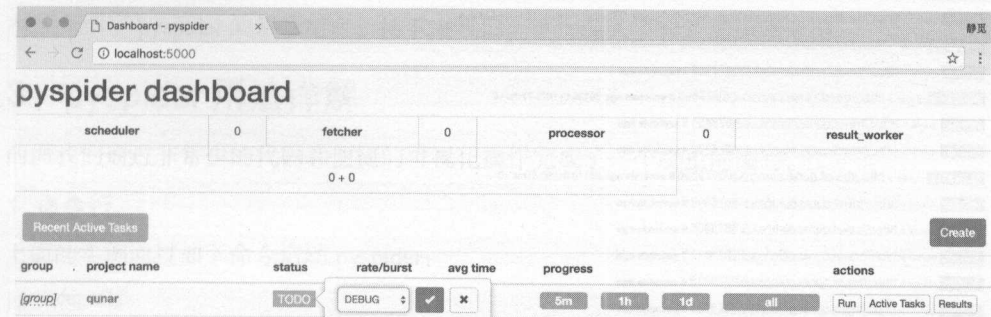 Dashboard - pyspider
静觅
localhost:5000
pyspider dashboard
scheduler 0 fetcher 0 processor 0 result_worker
0 + 0
Recent Active Tasks
Create
group project name status rate/burst avg time progress actions
[group] qunar TODO DEBUG 5m 1h 1d all Run Active Tasks Results